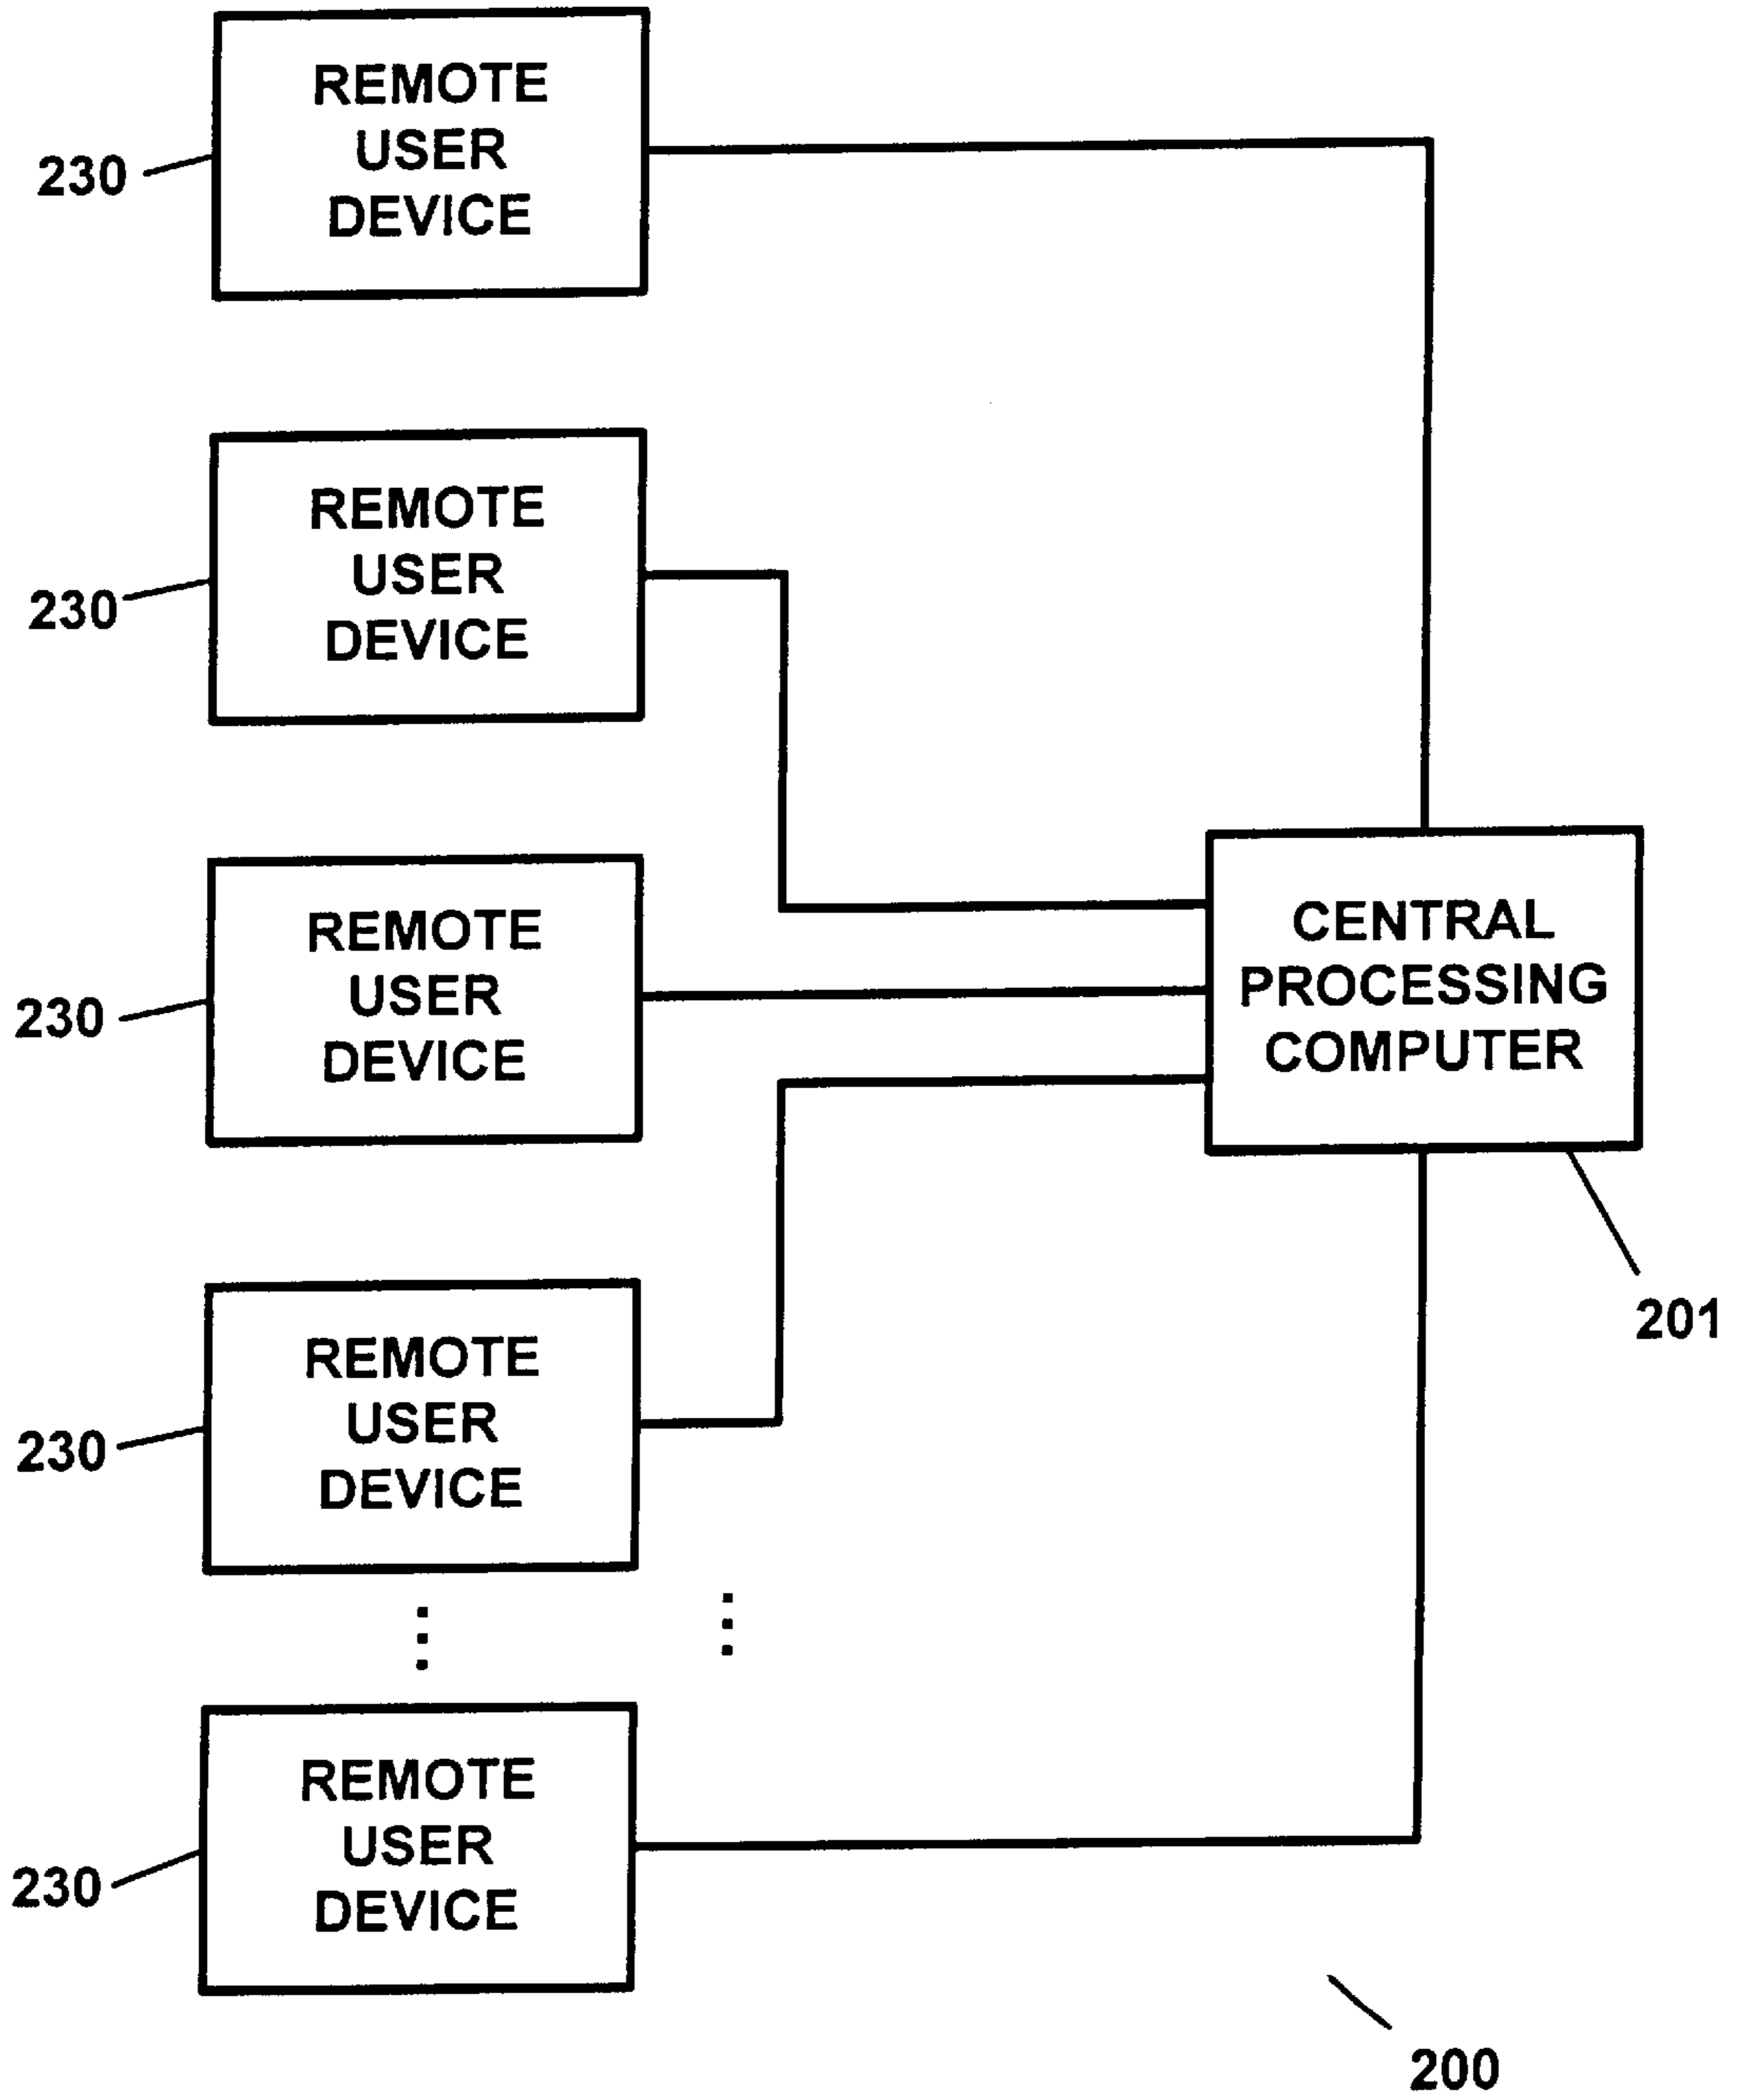 REMOTE
USER
DEVICE
230
REMOTE
USER
DEVICE
230
REMOTE
USER
DEVICE
230
CENTRAL
PROCESSING
COMPUTER
201
REMOTE
USER
DEVICE
230
REMOTE
USER
DEVICE
230
200